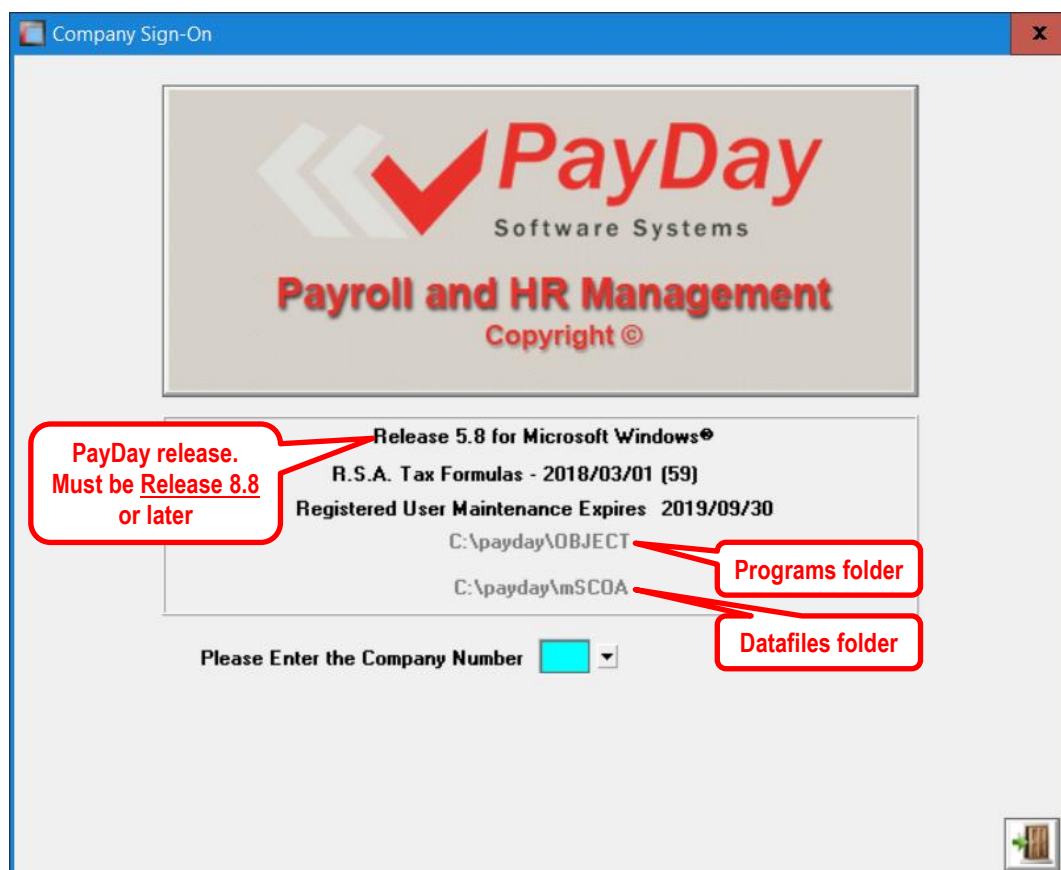 Company Sign-On
x
PayDay
Software Systems
Payroll and HR Management
Copyright ©
PayDay release.
Must be Release 8.8
or later
Release 5.8 for Microsoft Windows®
R.S.A. Tax Formulas - 2018/03/01 (59)
Registered User Maintenance Expires 2019/09/30
C:\payday\OBJECT
Programs folder
C:\payday\mSCOA
Datafiles folder
Please Enter the Company Number